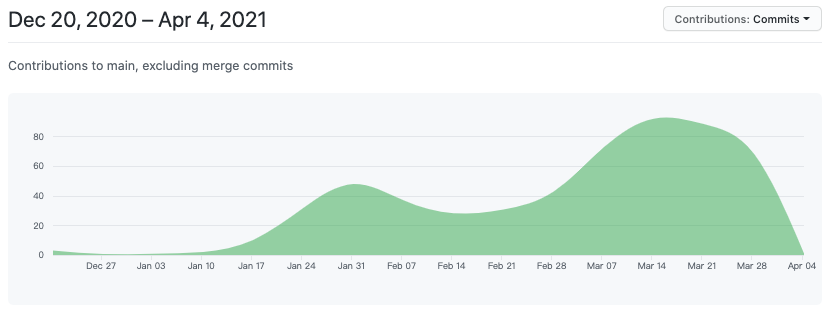 Dec 20, 2020 – Apr 4, 2021
Contributions: Commits
Contributions to main, excluding merge commits
80
60
40
20
0
Dec 27 Jan 03 Jan 10 Jan 17 Jan 24 Jan 31 Feb 07 Feb 14 Feb 21 Feb 28 Mar 07 Mar 14 Mar 21 Mar 28 Apr 04